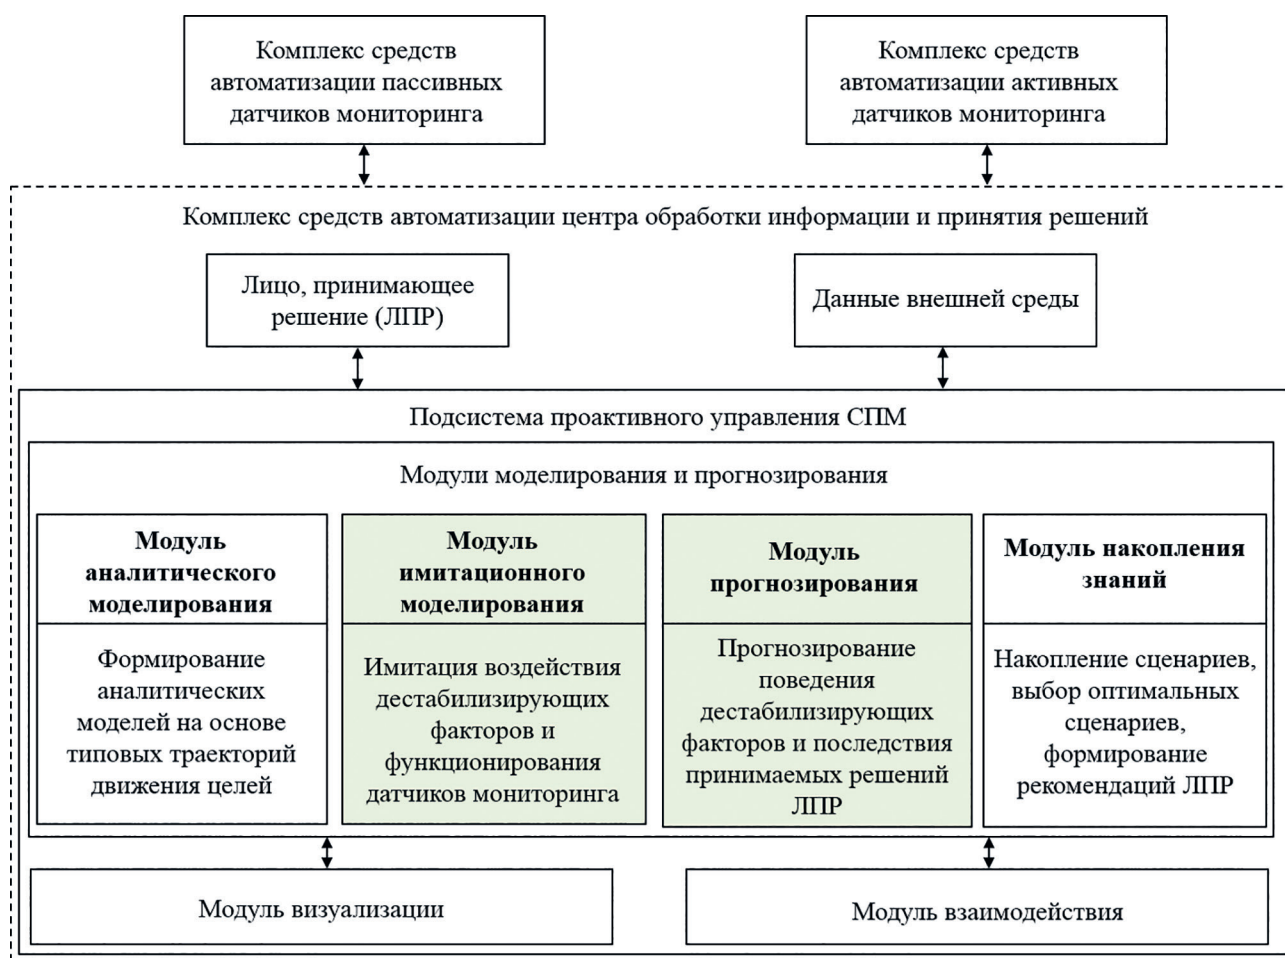 Комплекс средств
автоматизации пассивных
датчиков мониторинга
Комплекс средств
автоматизации активных
датчиков мониторинга
Комплекс средств автоматизации центра обработки информации и принятия решений
Лицо, принимающее
решение (ЛПР)
Данные внешней среды
Подсистема проактивного управления СПМ
Модули моделирования и прогнозирования
Модуль
аналитического
моделирования
Формирование
аналитических
моделей на основе
типовых траекторий
движения целей
Модуль
имитационного
моделирования
Имитация воздействия
дестабилизирующих
факторов и
функционирования
датчиков мониторинга
Модуль
прогнозирования
Прогнозирование
поведения
дестабилизирующих
факторов и последствия
принимаемых решений
ЛПР
Модуль накопления
знаний
Накопление сценариев,
выбор оптимальных
сценариев,
формирование
рекомендаций ЛПР
Модуль визуализации
Модуль взаимодействия